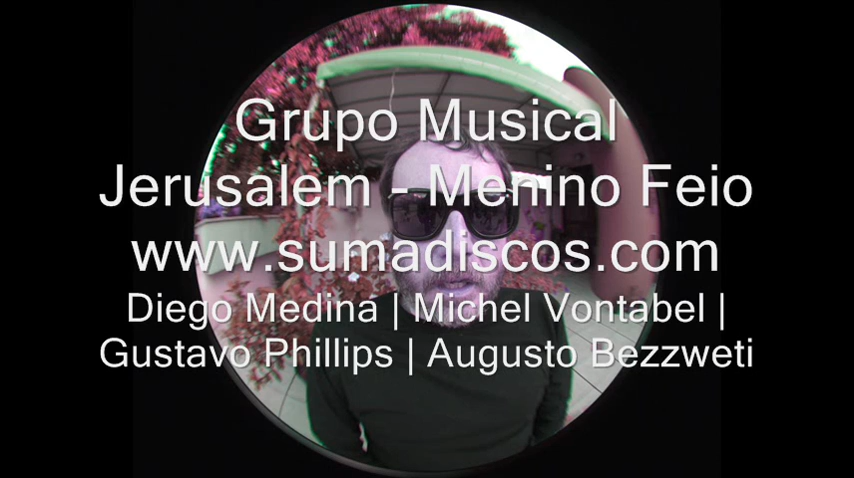 Grupo Musical
Jerusalem - Menino Feio
www.sumadiscos.com
Diego Medina | Michel Vontabel |
Gustavo Phillips | Augusto Bezzweti